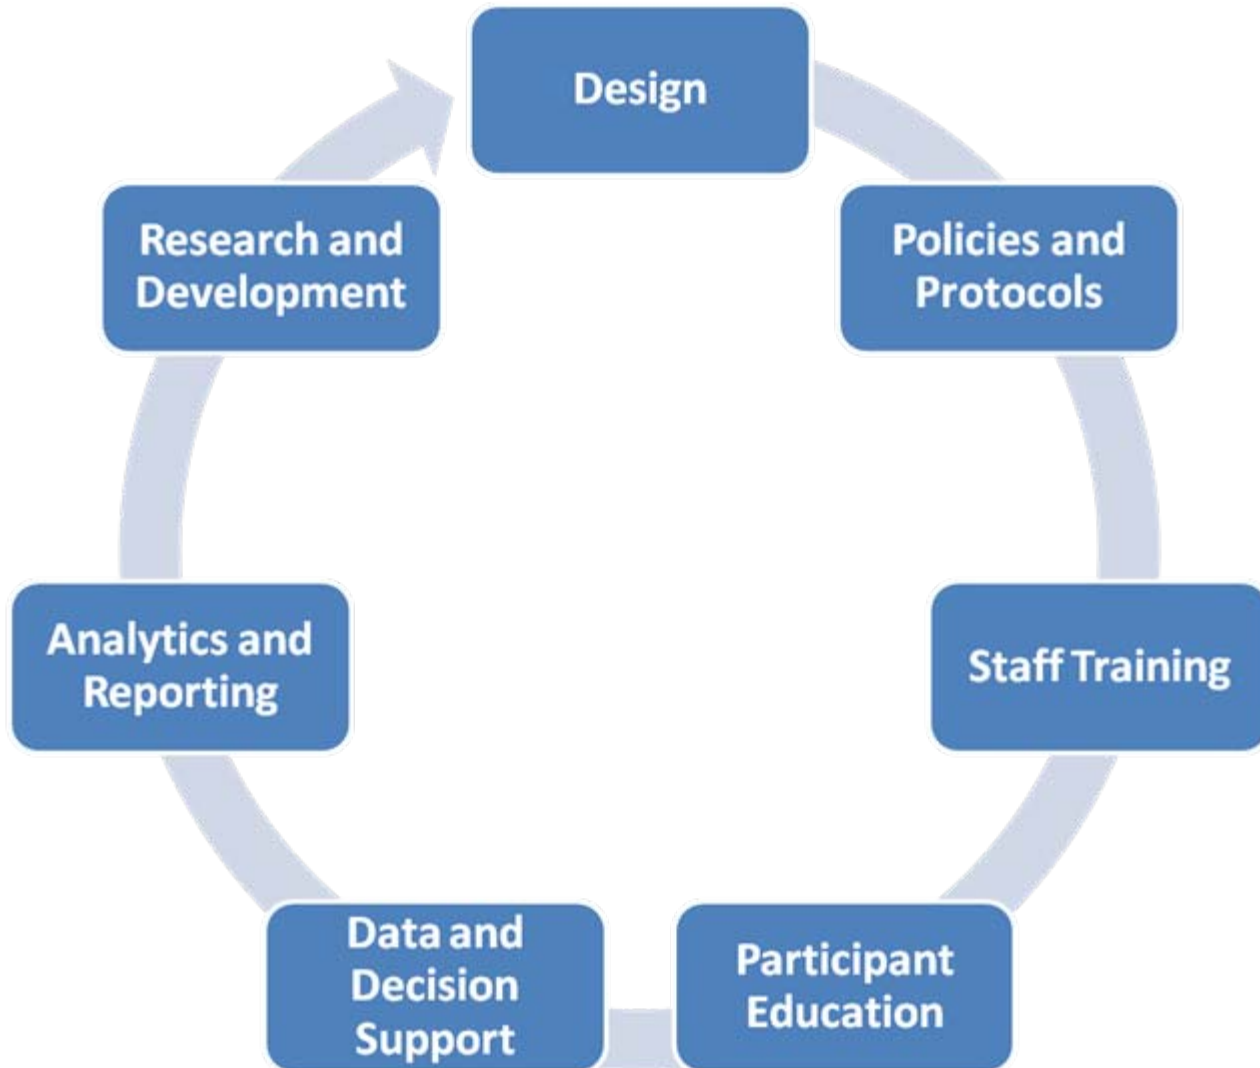 Design
Policies and
Protocols
Staff Training
Participant
Education
Data and
Decision
Support
Analytics and
Reporting
Research and
Development